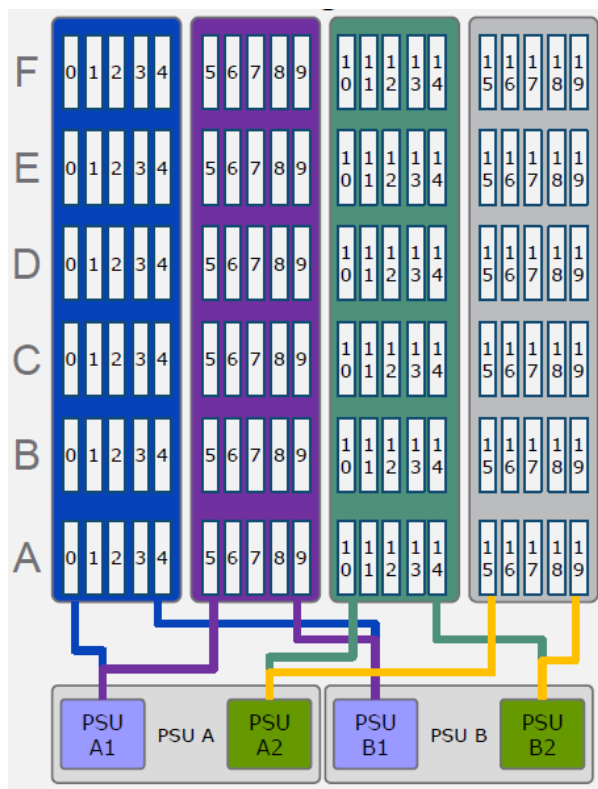 F 0 1 2 3 4 5 6 7 8 9 10 11 12 13 14 15 16 17 18 19
E 0 1 2 3 4 5 6 7 8 9 10 11 12 13 14 15 16 17 18 19
D 0 1 2 3 4 5 6 7 8 9 10 11 12 13 14 15 16 17 18 19
C 0 1 2 3 4 5 6 7 8 9 10 11 12 13 14 15 16 17 18 19
B 0 1 2 3 4 5 6 7 8 9 10 11 12 13 14 15 16 17 18 19
A 0 1 2 3 4 5 6 7 8 9 10 11 12 13 14 15 16 17 18 19
PSU
A1
PSU A
PSU
A2
PSU
B1
PSU B
PSU
B2